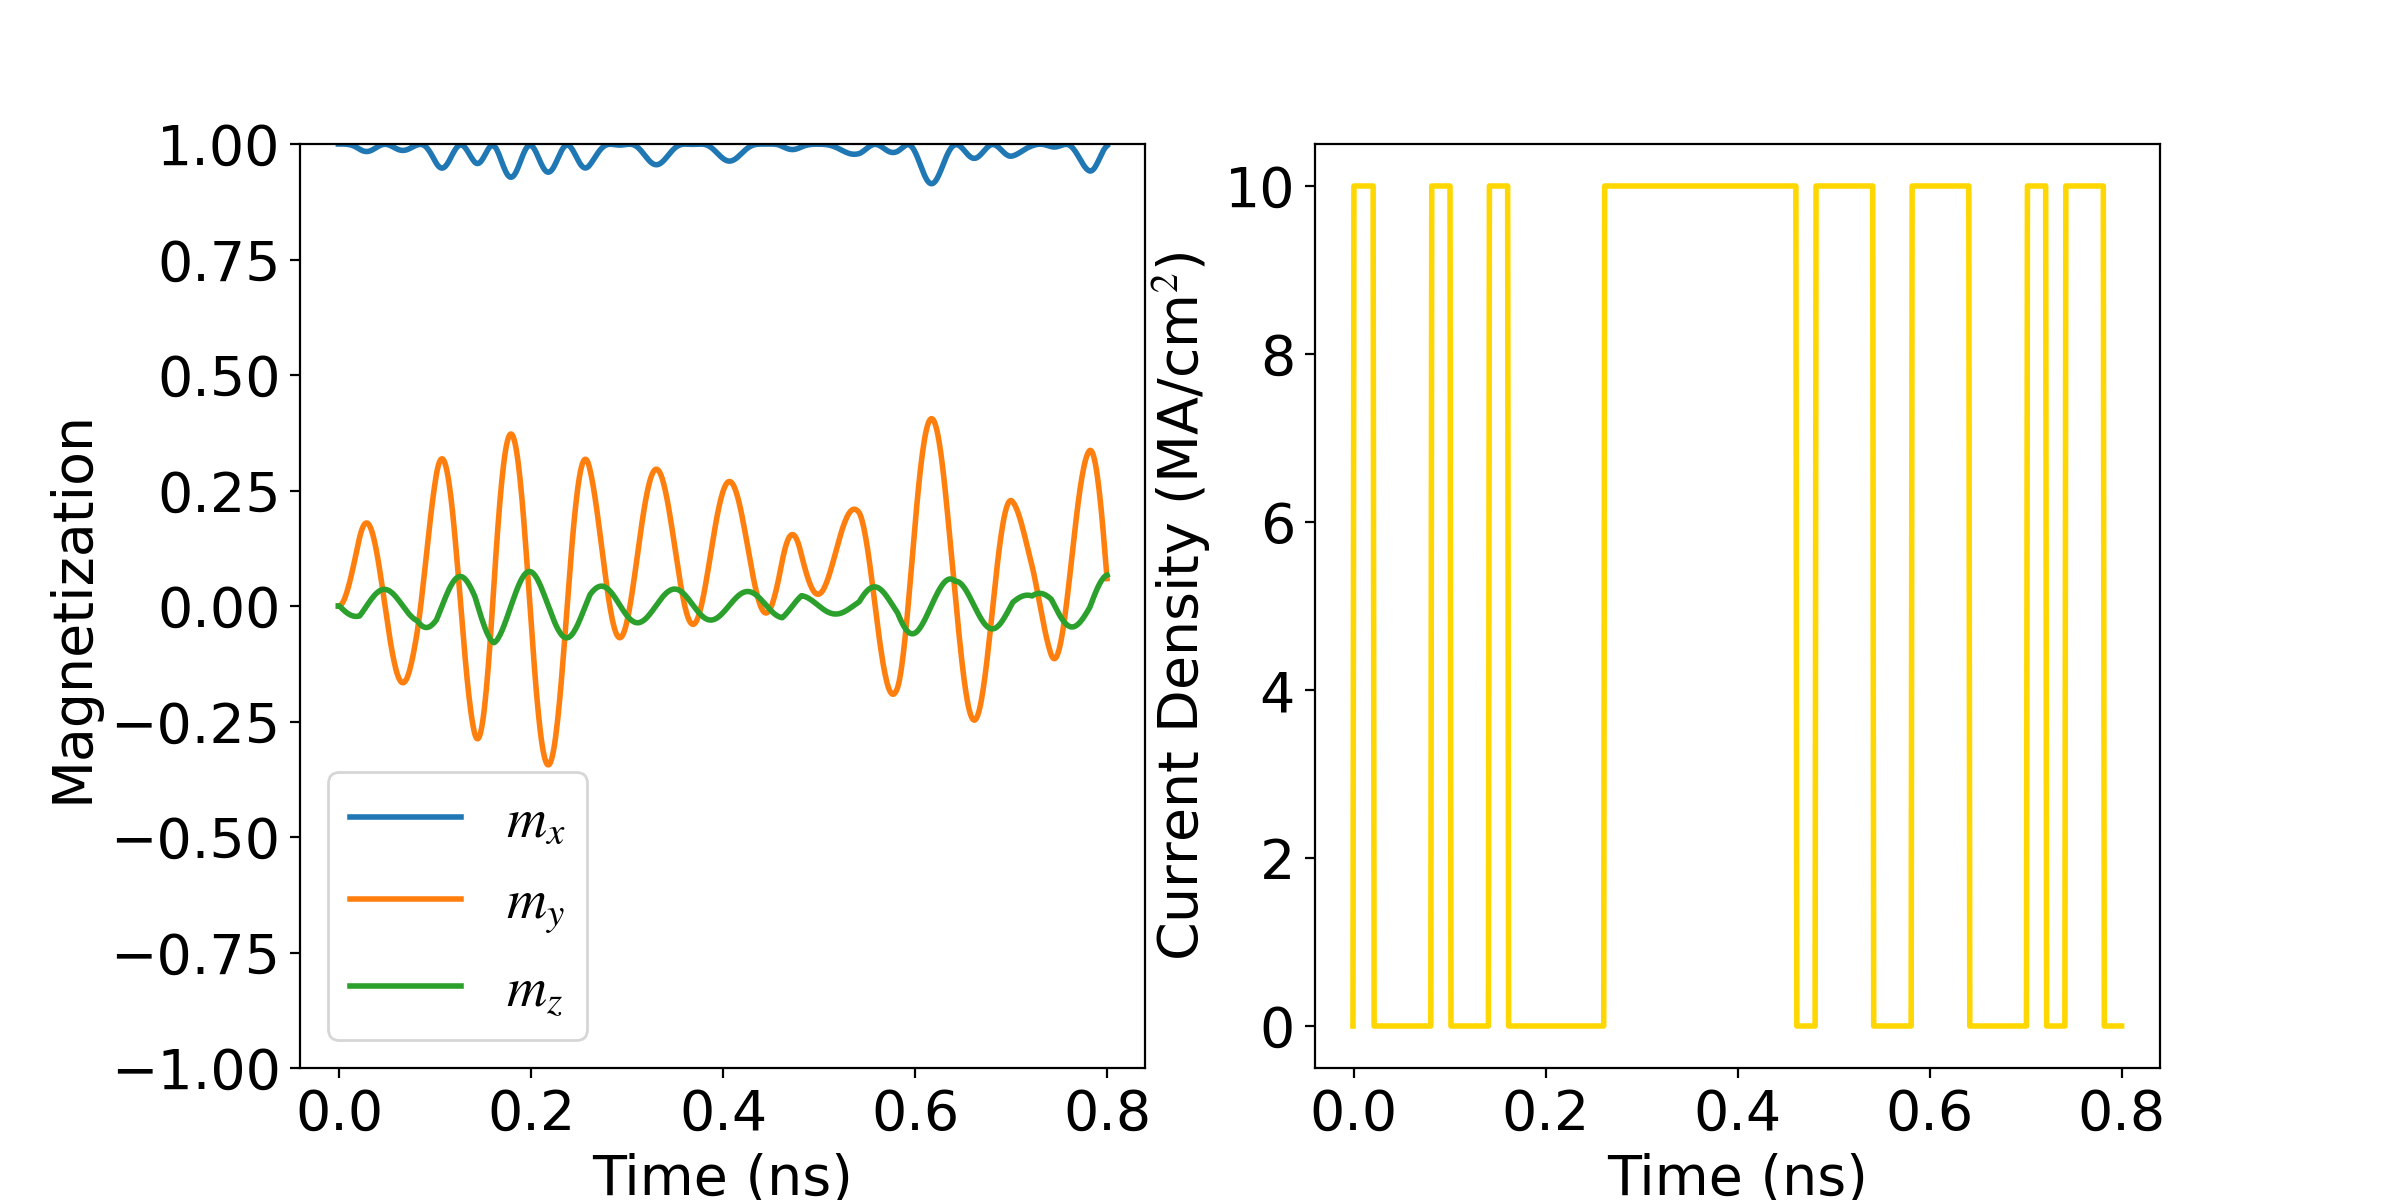 Magnetization
1.00
0.75
0.50
0.25
0.00
−0.25
−0.50
−0.75
−1.00
m_x
m_y
m_z
0.0 0.2 0.4 0.6 0.8
Time (ns)
Current Density (MA/cm²)
10
8
6
4
2
0
0.0 0.2 0.4 0.6 0.8
Time (ns)